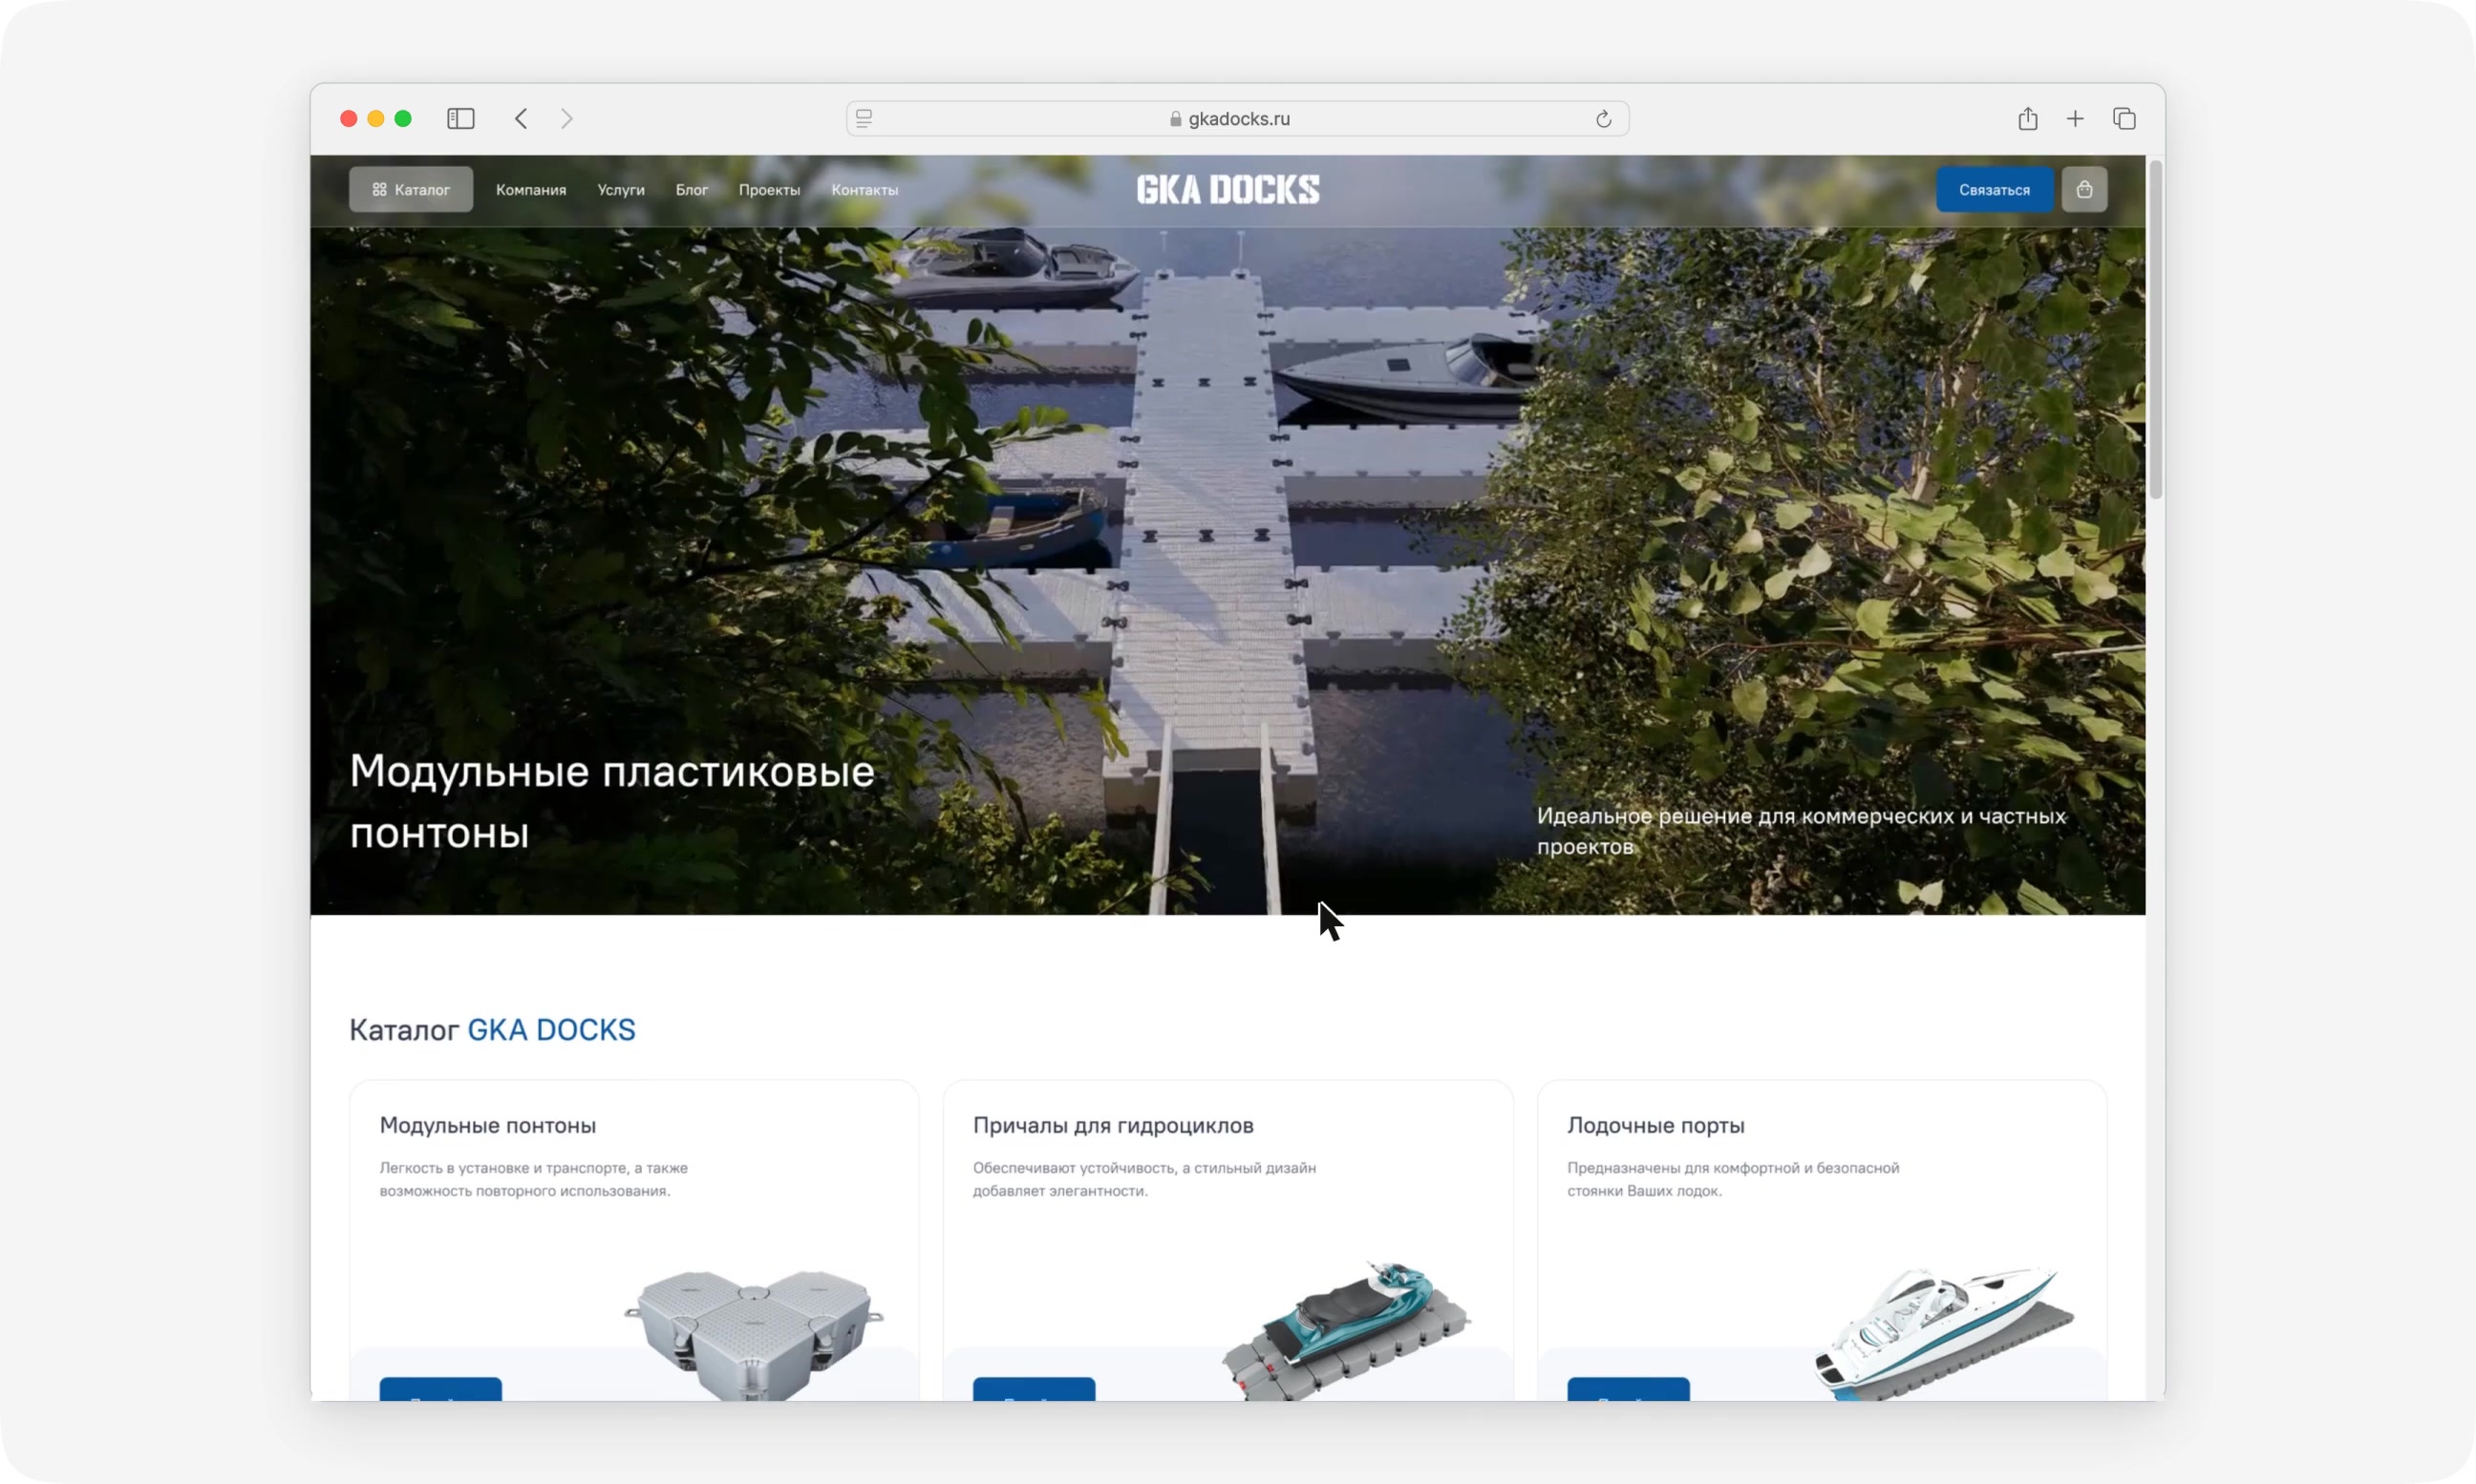 gkadocks.ru
Каталог
Компания
Услуги
Блог
Проекты
Контакты
GKA DOCKS
Связаться
Модульные пластиковые
понтоны
Идеальное решение для коммерческих и частных
проектов
Каталог GKA DOCKS
Модульные понтоны
Легкость в установке и транспорте, а также
возможность повторного использования.
Причалы для гидроциклов
Обеспечивают устойчивость, а стильный дизайн
добавляет элегантности.
Лодочные порты
Предназначены для комфортной и безопасной
стоянки Ваших лодок.